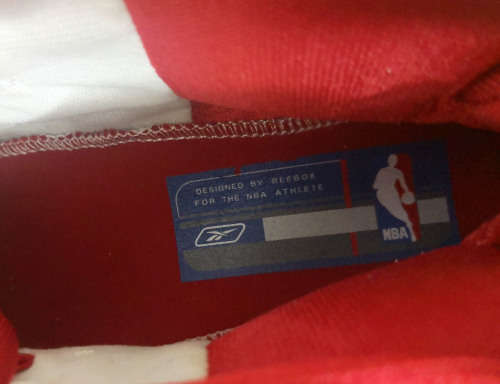 DESIGNED BY REEBOK
FOR THE NBA ATHLETE
NBA